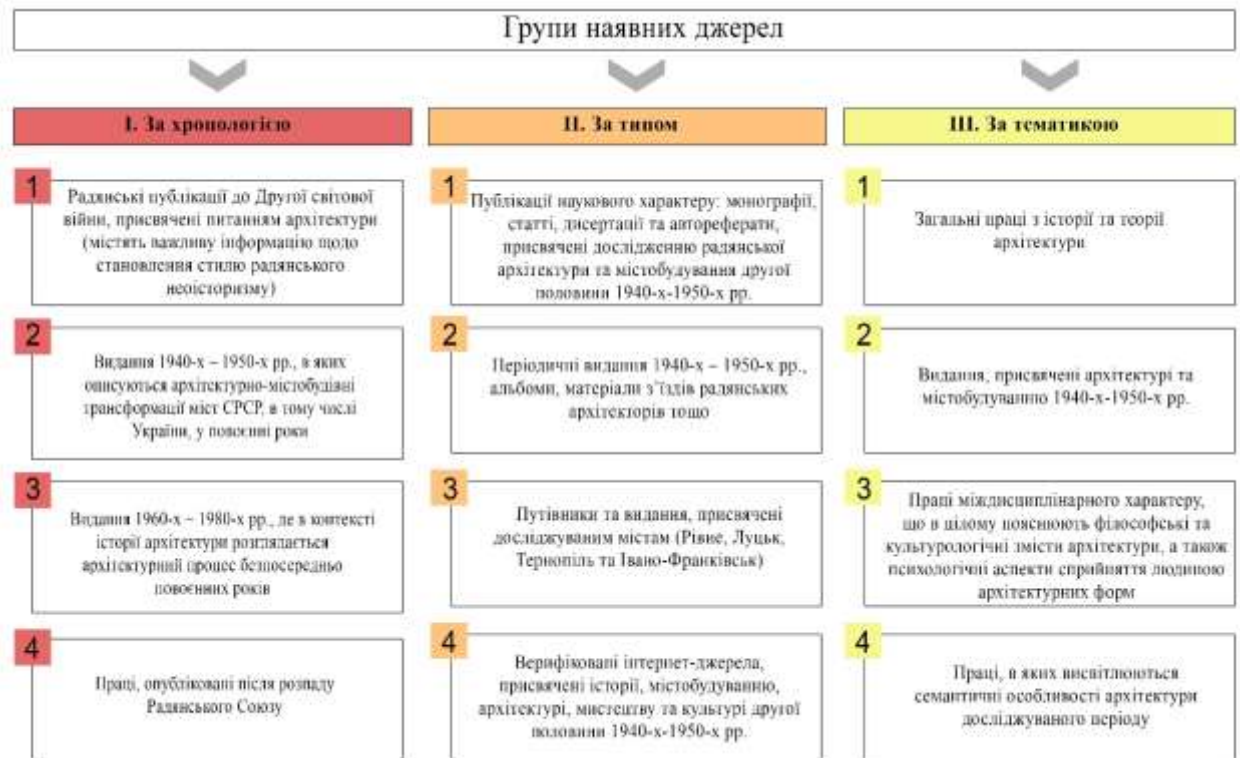 Групи наявних джерел
І. За хронологією
1
Радянські публікації до Другої світової
війни, присвячені питанням архітектури
(містять важливу інформацію щодо
становлення стилю радянського
неоісторизму)
2
Видання 1940-х – 1950-х рр., в яких
описуються архітектурно-містобудівні
трансформації міст СРСР, в тому числі
України, у повоєнні роки
3
Видання 1960-х – 1980-х рр., де в контексті
історії архітектури розглядається
архітектурний процес безпосередньо
повоєнних років
4
Праці, опубліковані після розпаду
Радянського Союзу
ІІ. За типом
1
Публікації наукового характеру: монографії,
статті, дисертації та автореферати,
присвячені дослідженню радянської
архітектури та містобудування другої
половини 1940-х-1950-х рр.
2
Періодичні видання 1940-х – 1950-х рр.,
альбоми, матеріали з’їздів радянських
архітекторів тощо
3
Путівники та видання, присвячені
досліджуваним містам (Рівне, Луцьк,
Тернопіль та Івано-Франківськ)
4
Верифіковані інтернет-джерела,
присвячені історії, містобудуванню,
архітектурі, мистецтву та культурі другої
половини 1940-х-1950-х рр.
ІІІ. За тематикою
1
Загальні праці з історії та теорії
архітектури
2
Видання, присвячені архітектурі та
містобудуванню 1940-х-1950-х рр.
3
Праці міждисциплінарного характеру,
що в цілому пояснюють філософські та
культурологічні змісти архітектури, а також
психологічні аспекти сприйняття людиною
архітектурних форм
4
Праці, в яких висвітлюються
семантичні особливості архітектури
досліджуваного періоду